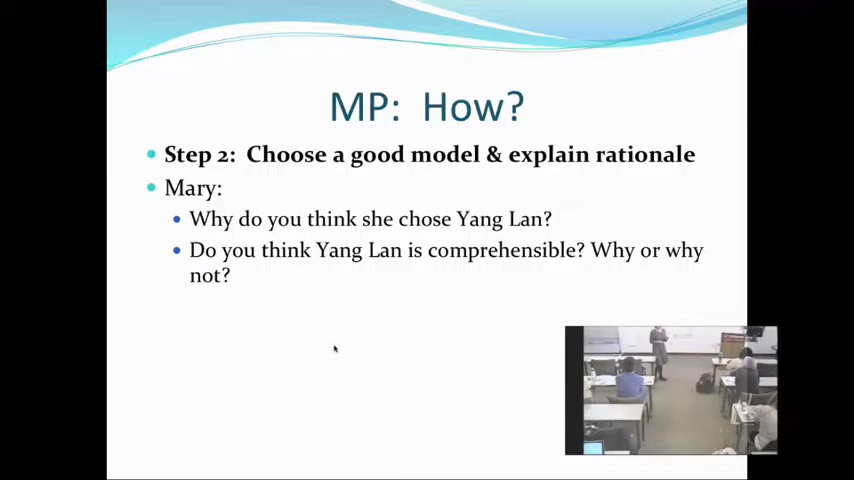 MP: How?
Step 2: Choose a good model & explain rationale
Mary:
Why do you think she chose Yang Lan?
Do you think Yang Lan is comprehensible? Why or why
not?